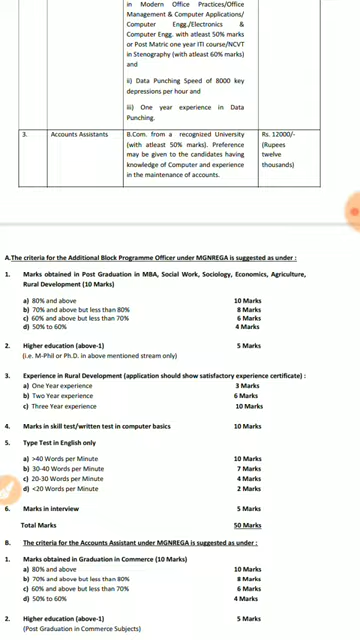 in Modern Office Practices/Office
Management & Computer Applications/
Computer Engg./Electronics &
Computer Engg. with atleast 50% marks
or Post Matric one year ITI course/NCVT
in Stenography (with atleast 60% marks)
and
ii) Data Punching Speed of 8000 key
depressions per hour and
iii) One year experience in Data
Punching.
3. Accounts Assistants B.Com. from a recognized University Rs. 12000/-
(with atleast 50% marks). Preference (Rupees
may be given to the candidates having twelve
knowledge of Computer and experience thousands)
in the maintenance of accounts.
A.The criteria for the Additional Block Programme Officer under MGNREGA is suggested as under :
1. Marks obtained in Post Graduation in MBA, Social Work, Sociology, Economics, Agriculture,
Rural Development (10 Marks)
a) 80% and above 10 Marks
b) 70% and above but less than 80% 8 Marks
c) 60% and above but less than 70% 6 Marks
d) 50% to 60% 4 Marks
2. Higher education (above-1) 5 Marks
(i.e. M-Phil or Ph.D. in above mentioned stream only)
3. Experience in Rural Development (application should show satisfactory experience certificate) :
a) One Year experience 3 Marks
b) Two Year experience 6 Marks
c) Three Year experience 10 Marks
4. Marks in skill test/written test in computer basics 10 Marks
5. Type Test in English only
a) >40 Words per Minute 10 Marks
b) 30-40 Words per Minute 7 Marks
c) 20-30 Words per Minute 4 Marks
d) <20 Words per Minute 2 Marks
6. Marks in interview 5 Marks
Total Marks 50 Marks
B. The criteria for the Accounts Assistant under MGNREGA is suggested as under :
1. Marks obtained in Graduation in Commerce (10 Marks)
a) 80% and above 10 Marks
b) 70% and above but less than 80% 8 Marks
c) 60% and above but less than 70% 6 Marks
d) 50% to 60% 4 Marks
2. Higher education (above-1) 5 Marks
(Post Graduation in Commerce Subjects)